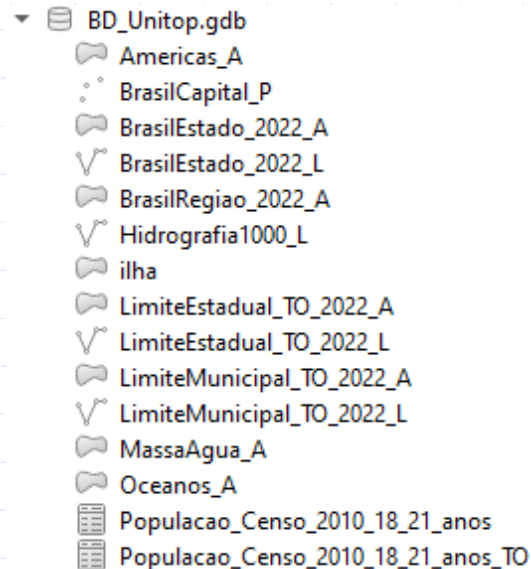 BD_Unitop.gdb
Americas_A
BrasilCapital_P
BrasilEstado_2022_A
BrasilEstado_2022_L
BrasilRegiao_2022_A
Hidrografia1000_L
ilha
LimiteEstadual_TO_2022_A
LimiteEstadual_TO_2022_L
LimiteMunicipal_TO_2022_A
LimiteMunicipal_TO_2022_L
MassaAgua_A
Oceanos_A
Populacao_Censo_2010_18_21_anos
Populacao_Censo_2010_18_21_anos_TO